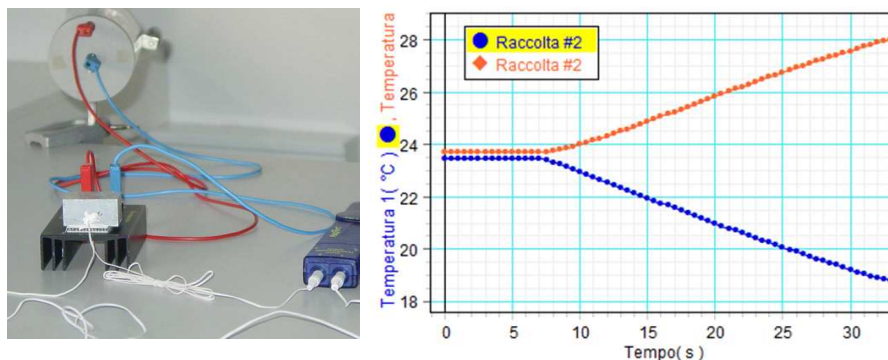 Raccolta #2
Raccolta #2
Temperatura 1( °C )
, Temperatura
28
26
24
22
20
18
0 5 10 15 20 25 30
Tempo( s )